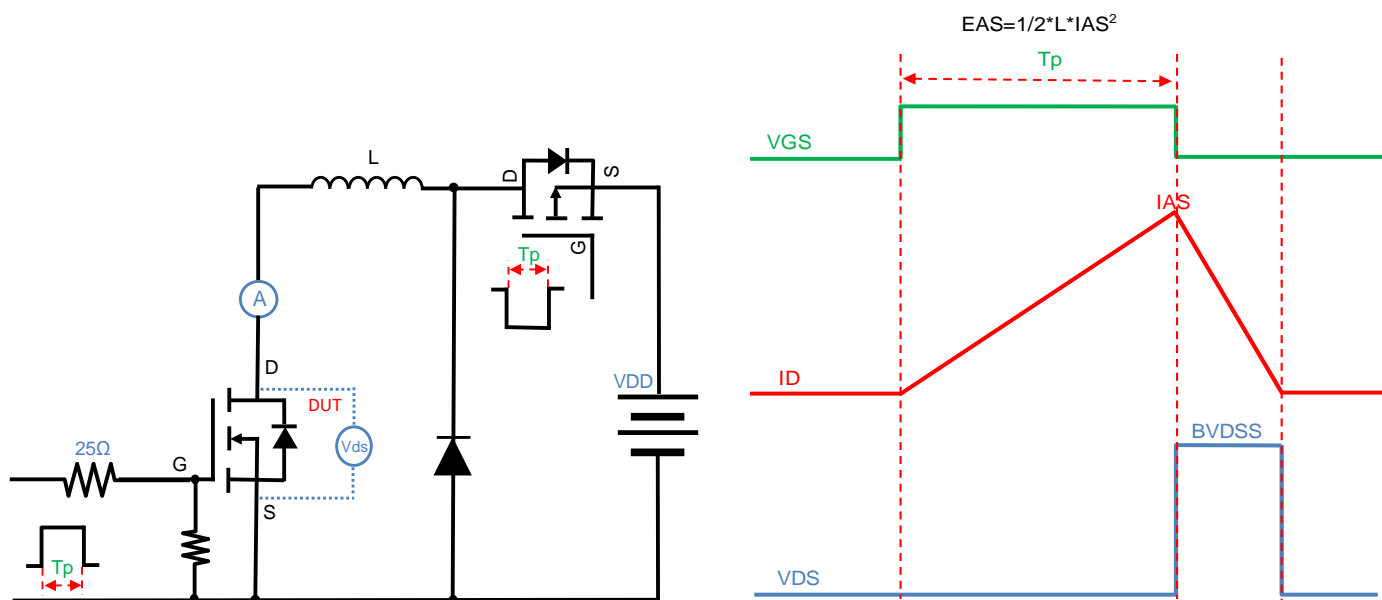 EAS=1/2*L*IAS²
Tp
VGS
L
D
S
G
IAS
Tp
A
D
VDD
ID
DUT
BVDSS
25Ω
G
Vds
S
Tp
VDS